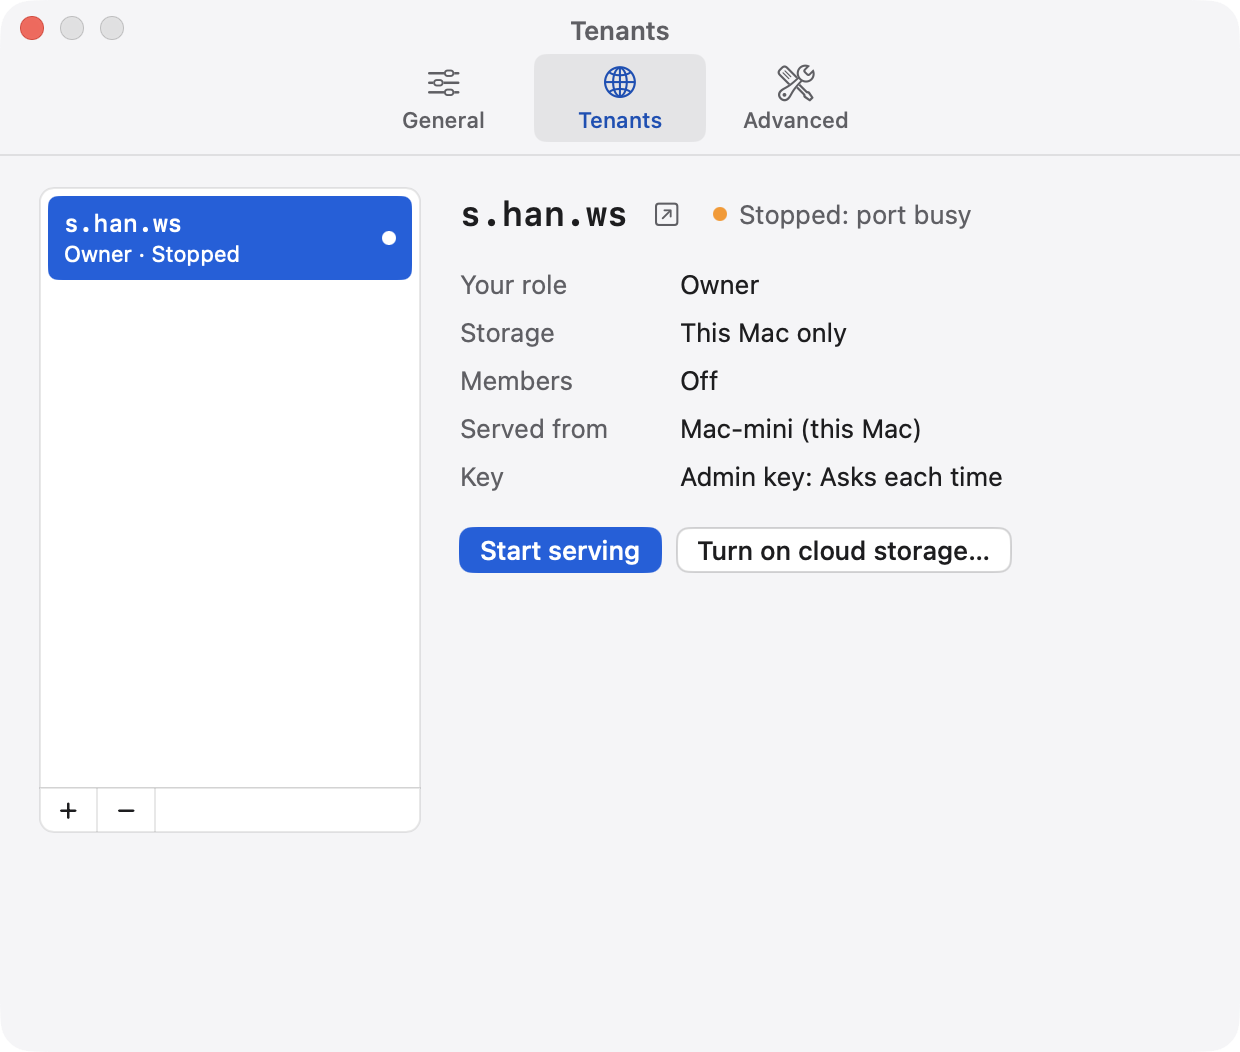 Tenants
General
Tenants
Advanced
s.han.ws
Owner · Stopped
s.han.ws
Stopped: port busy
Your role Owner
Storage This Mac only
Members Off
Served from Mac-mini (this Mac)
Key Admin key: Asks each time
Start serving
Turn on cloud storage...